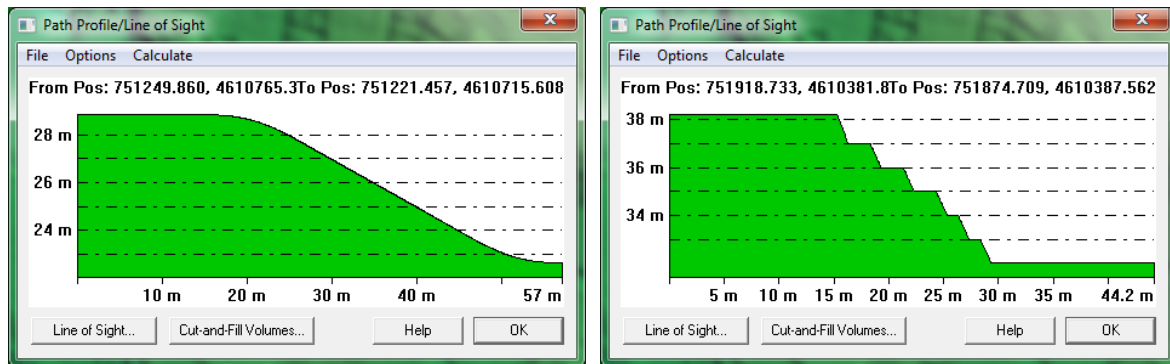 Path Profile/Line of Sight
File Options Calculate
From Pos: 751249.860, 4610765.3To Pos: 751221.457, 4610715.608
28 m
26 m
24 m
10 m 20 m 30 m 40 m 57 m
Line of Sight... Cut-and-Fill Volumes... Help OK
Path Profile/Line of Sight
File Options Calculate
From Pos: 751918.733, 4610381.8To Pos: 751874.709, 4610387.562
38 m
36 m
34 m
5 m 10 m 15 m 20 m 25 m 30 m 35 m 44.2 m
Line of Sight... Cut-and-Fill Volumes... Help OK